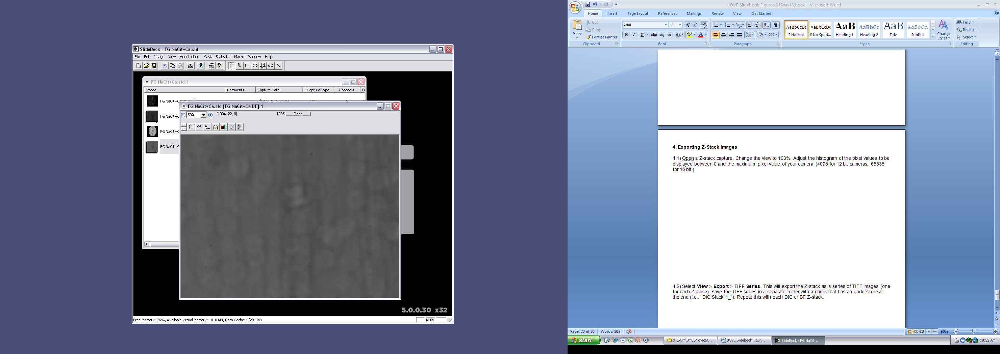 SlideBook - FG NaCit+Ca.sld
File Edit Image View Annotations Mask Statistics Macro Window Help
FG NaCit+Ca.sld:1
Image Comments Capture Date Capture Type Channels D
FG NaCit+Ca
FG NaCit+C
FG NaCit+C
FG NaCit+C
FG NaCit+Ca.sld [FG NaCit+Ca BF]:1
50% (1034, 22, 0) 1035 Open
5.0.0.30 x32
Free Memory: 76%, Available Virtual Memory: 1810 MB, Data Cache: 0/281 MB NUM
JOVE Slidebook Figures 01May13.docx - Microsoft Word
Home Insert Page Layout References Mailings Review View Get Started
Paste Cut Copy Format Painter
Clipboard
Arial 12
Font
Paragraph
AaBbCcDc AaBbCcDc AaB AaBbCc AaB AaBbCc.
¶ Normal ¶ No Spaci... Heading 1 Heading 2 Title Subtitle
Change Styles
Styles
Find
Replace
Select
Editing
4. Exporting Z-Stack Images
4.1) Open a Z-stack capture. Change the view to 100%. Adjust the histogram of the pixel values to be
displayed between 0 and the maximum pixel value of your camera (4095 for 12 bit cameras, 65535
for 16 bit.)
4.2) Select View > Export > TIFF Series. This will export the Z-stack as a series of TIFF images (one
for each Z plane). Save the TIFF series in a separate folder with a name that has an underscore at
the end (i.e., “DIC Stack 1_”). Repeat this with each DIC or BF Z-stack.
Page: 20 of 20 Words: 505 90%
start X:\SOM\BME\Projects... JOVE Slidebook Figur... SlideBook - FG NaCit... 10:22 AM